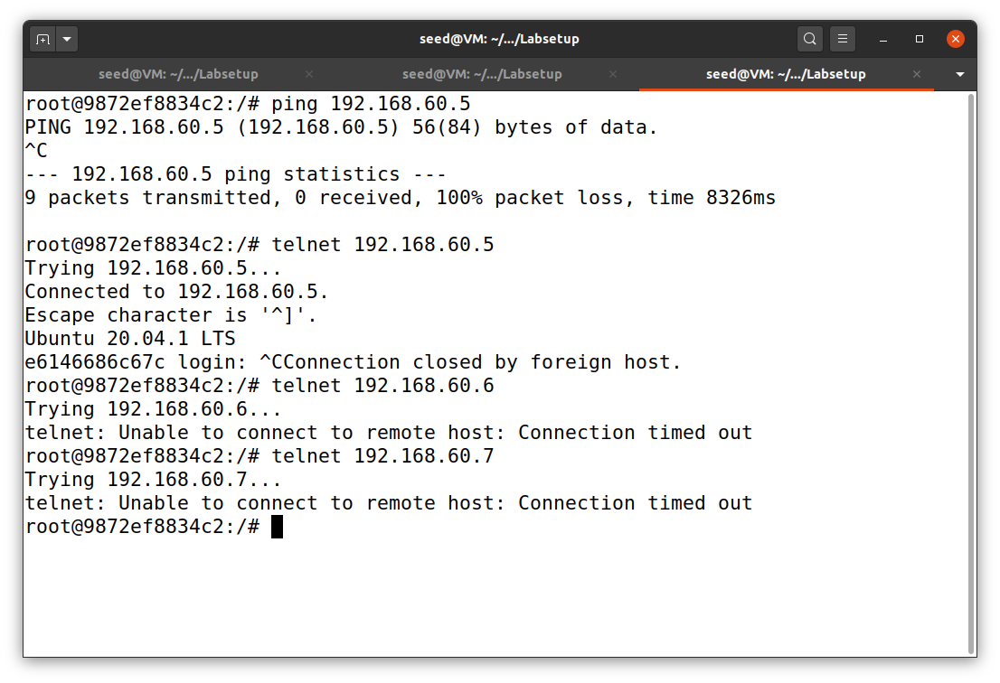 seed@VM: ~/.../Labsetup
seed@VM: ~/.../Labsetup seed@VM: ~/.../Labsetup seed@VM: ~/.../Labsetup
root@9872ef8834c2:/# ping 192.168.60.5
PING 192.168.60.5 (192.168.60.5) 56(84) bytes of data.
^C
--- 192.168.60.5 ping statistics ---
9 packets transmitted, 0 received, 100% packet loss, time 8326ms
root@9872ef8834c2:/# telnet 192.168.60.5
Trying 192.168.60.5...
Connected to 192.168.60.5.
Escape character is '^]'.
Ubuntu 20.04.1 LTS
e6146686c67c login: ^CConnection closed by foreign host.
root@9872ef8834c2:/# telnet 192.168.60.6
Trying 192.168.60.6...
telnet: Unable to connect to remote host: Connection timed out
root@9872ef8834c2:/# telnet 192.168.60.7
Trying 192.168.60.7...
telnet: Unable to connect to remote host: Connection timed out
root@9872ef8834c2:/#